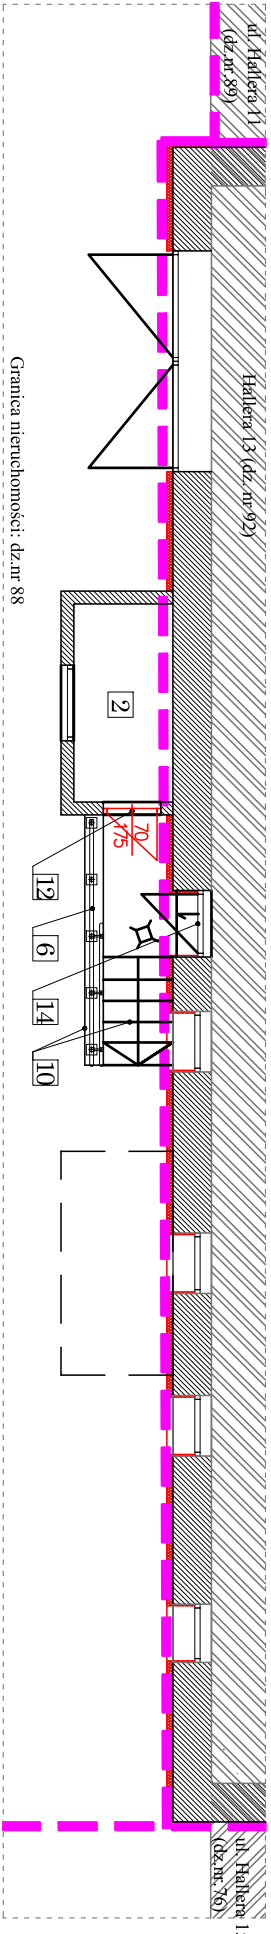 ul. Hallera 11
(dz.nr.89)
Hallera 13 (dz. nr 92)
Granica nieruchomości: dz.nr 88
2
70
175
12
6
14
10
ul. Hallera 1
(dz.nr.76)